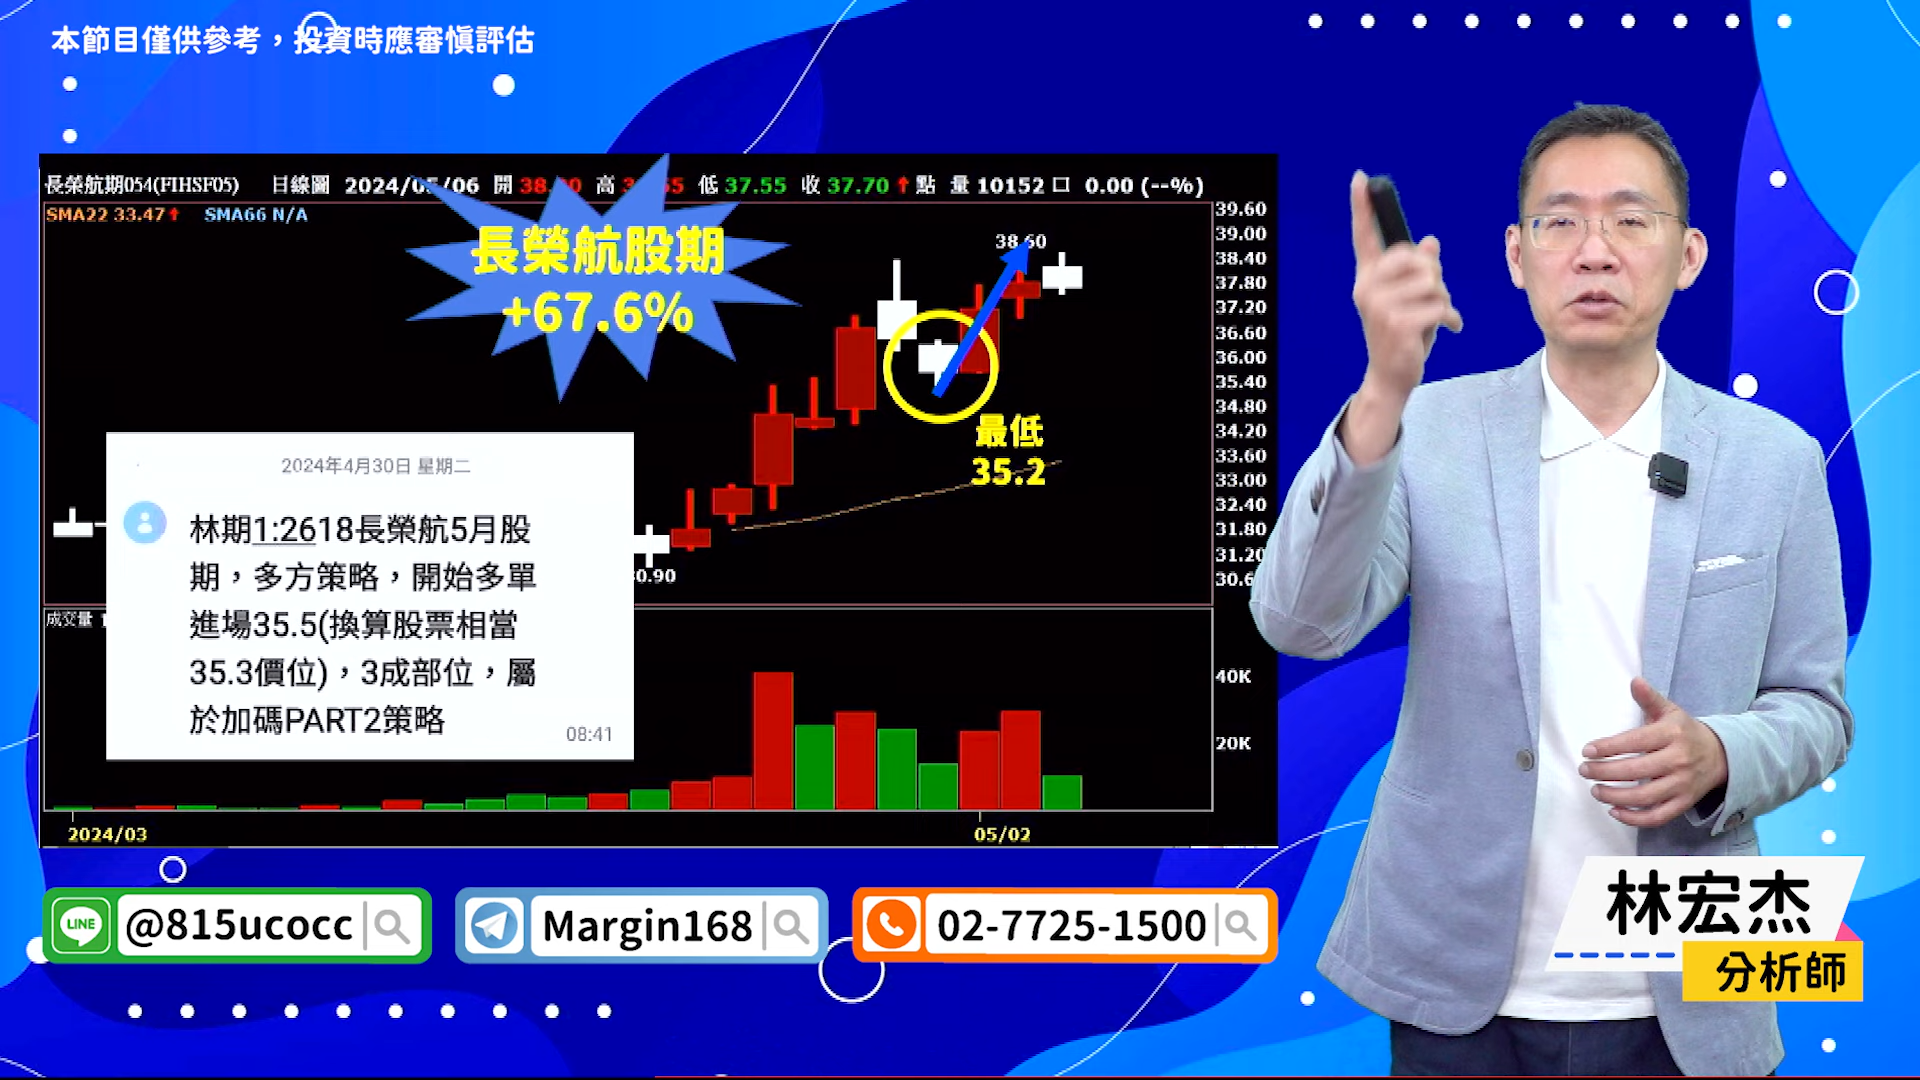 本節目僅供參考，投資時應審慎評估
長榮航期054(FIHSF05) 日線圖 2024/05/06 開 38. 高 低 37.55 收 37.70 ↑ 點 量 10152 口 0.00 (--%)
SMA22 33.47↑ SMA66 N/A
長榮航股期
+67.6%
38.60
39.60
39.00
38.40
37.80
37.20
36.60
36.00
35.40
34.80
34.20
33.60
33.00
32.40
31.80
31.20
30.6
最低
35.2
0.90
2024年4月30日 星期二
林期1:2618長榮航5月股
期，多方策略，開始多單
進場35.5(換算股票相當
35.3價位)，3成部位，屬
於加碼PART2策略
08:41
成交量
40K
20K
2024/03
05/02
LINE
@815ucocc
Margin168
02-7725-1500
林宏杰
分析師